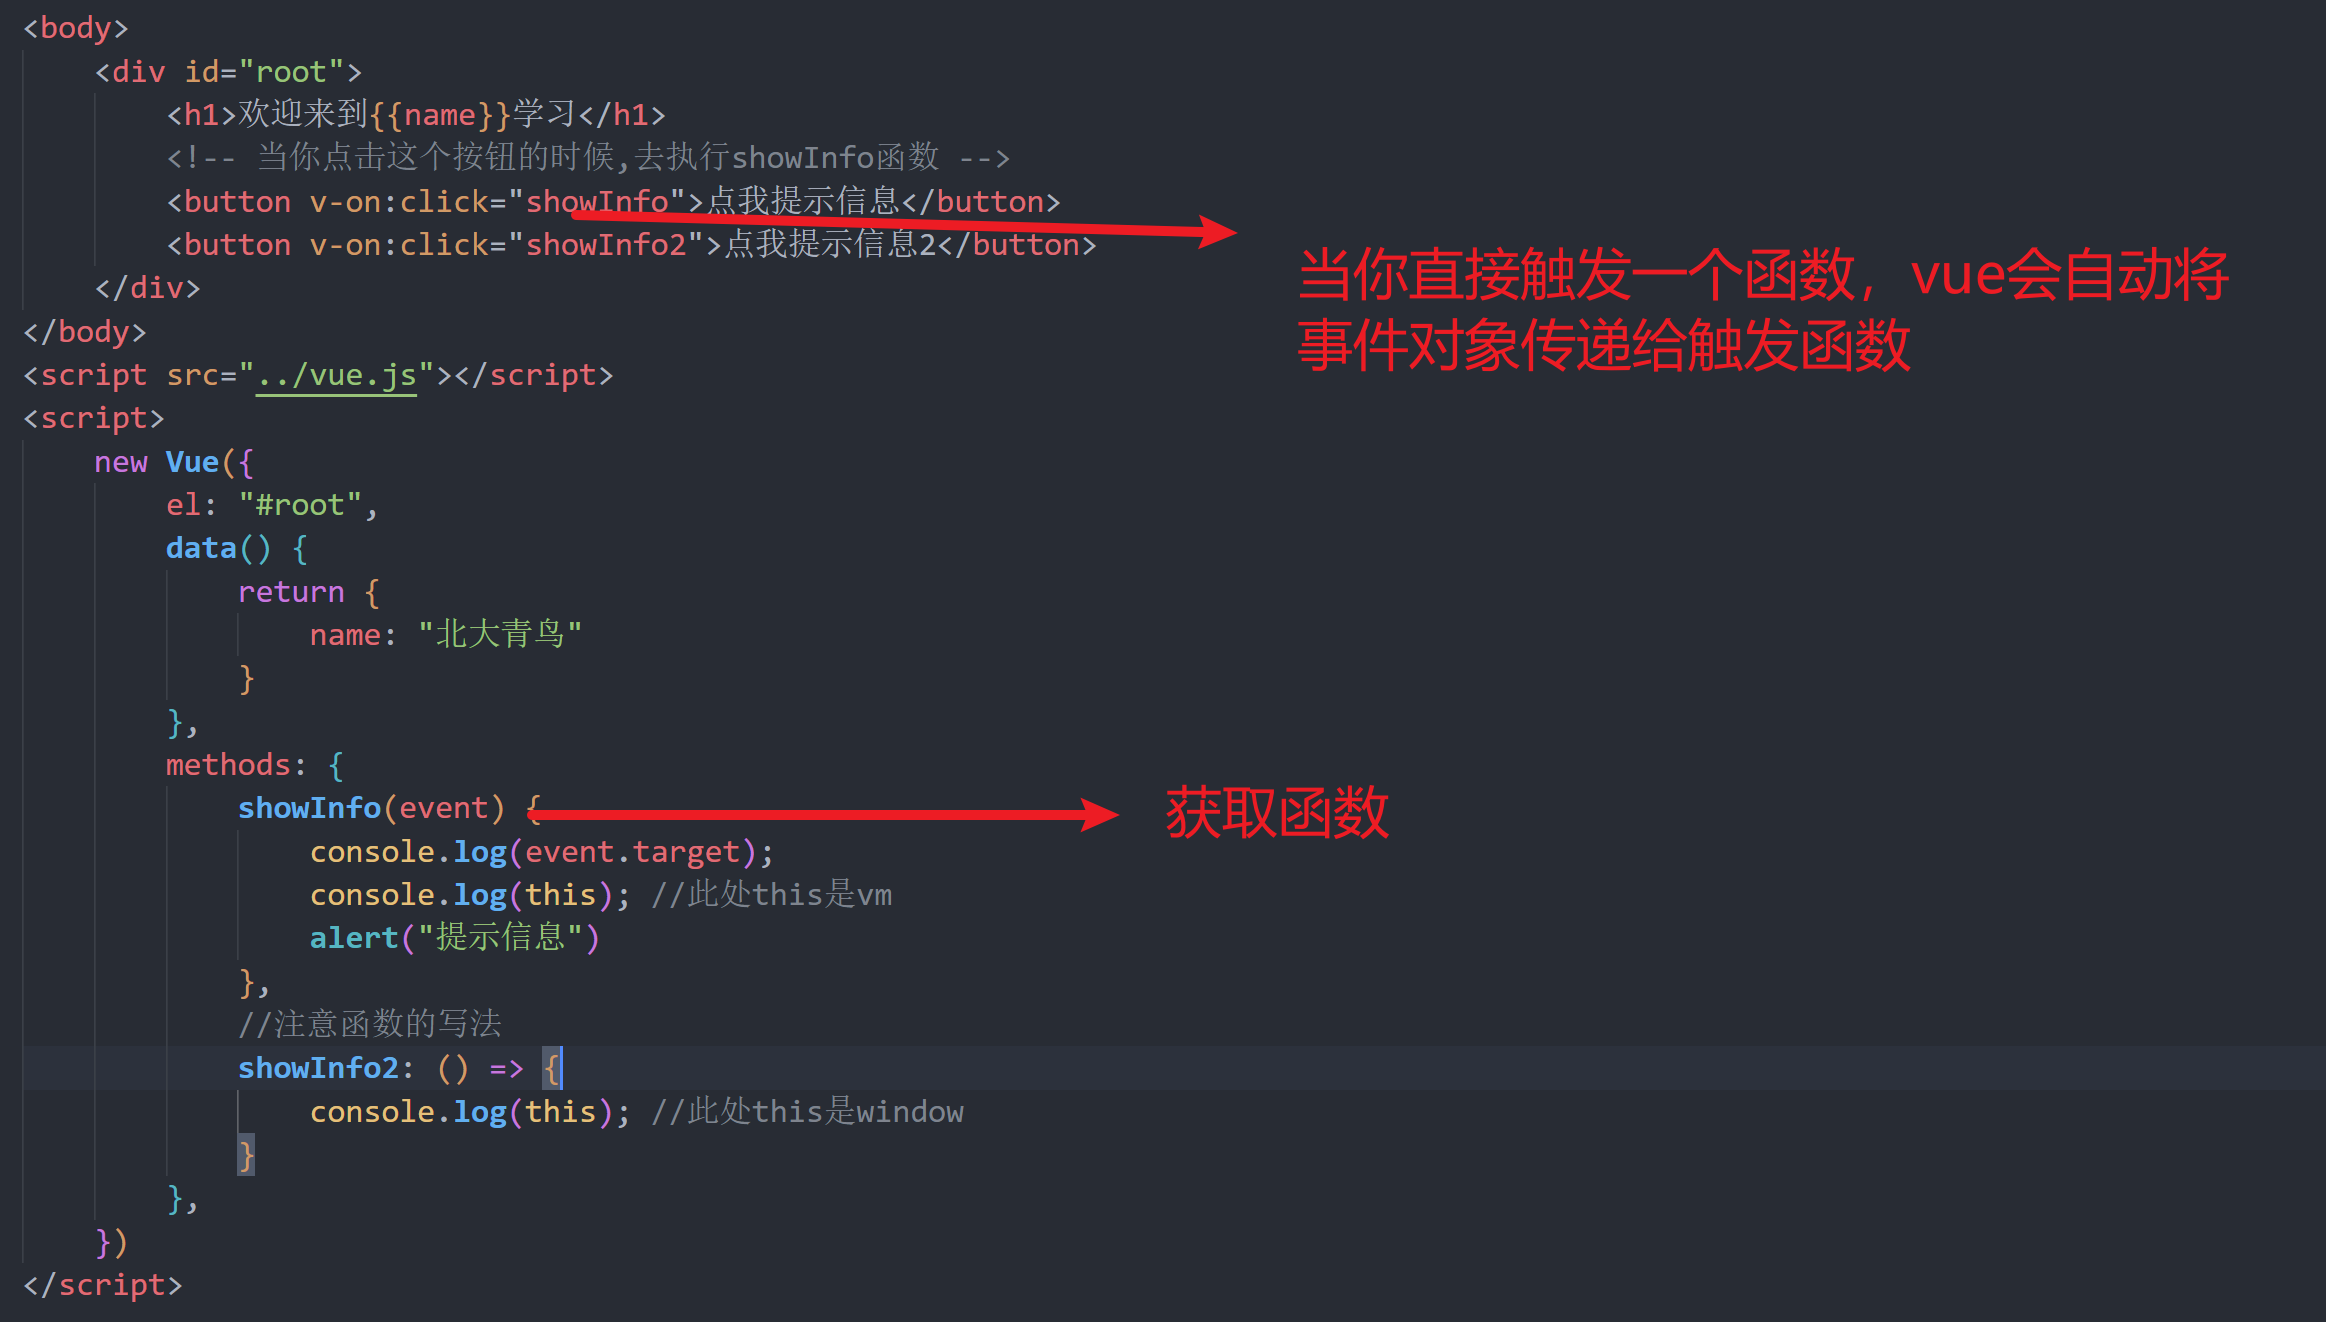 <body>
<div id="root">
<h1>欢迎来到{{name}}学习</h1>
<!-- 当你点击这个按钮的时候,去执行showInfo函数 -->
<button v-on:click="showInfo">点我提示信息</button>
<button v-on:click="showInfo2">点我提示信息2</button>
当你直接触发一个函数，vue会自动将
事件对象传递给触发函数
</div>
</body>
<script src="../vue.js"></script>
<script>
new Vue({
el: "#root",
data() {
return {
name: "北大青鸟"
}
},
methods: {
showInfo(event) {
获取函数
console.log(event.target);
console.log(this); //此处this是vm
alert("提示信息")
},
//注意函数的写法
showInfo2: () => {
console.log(this); //此处this是window
}
},
})
</script>